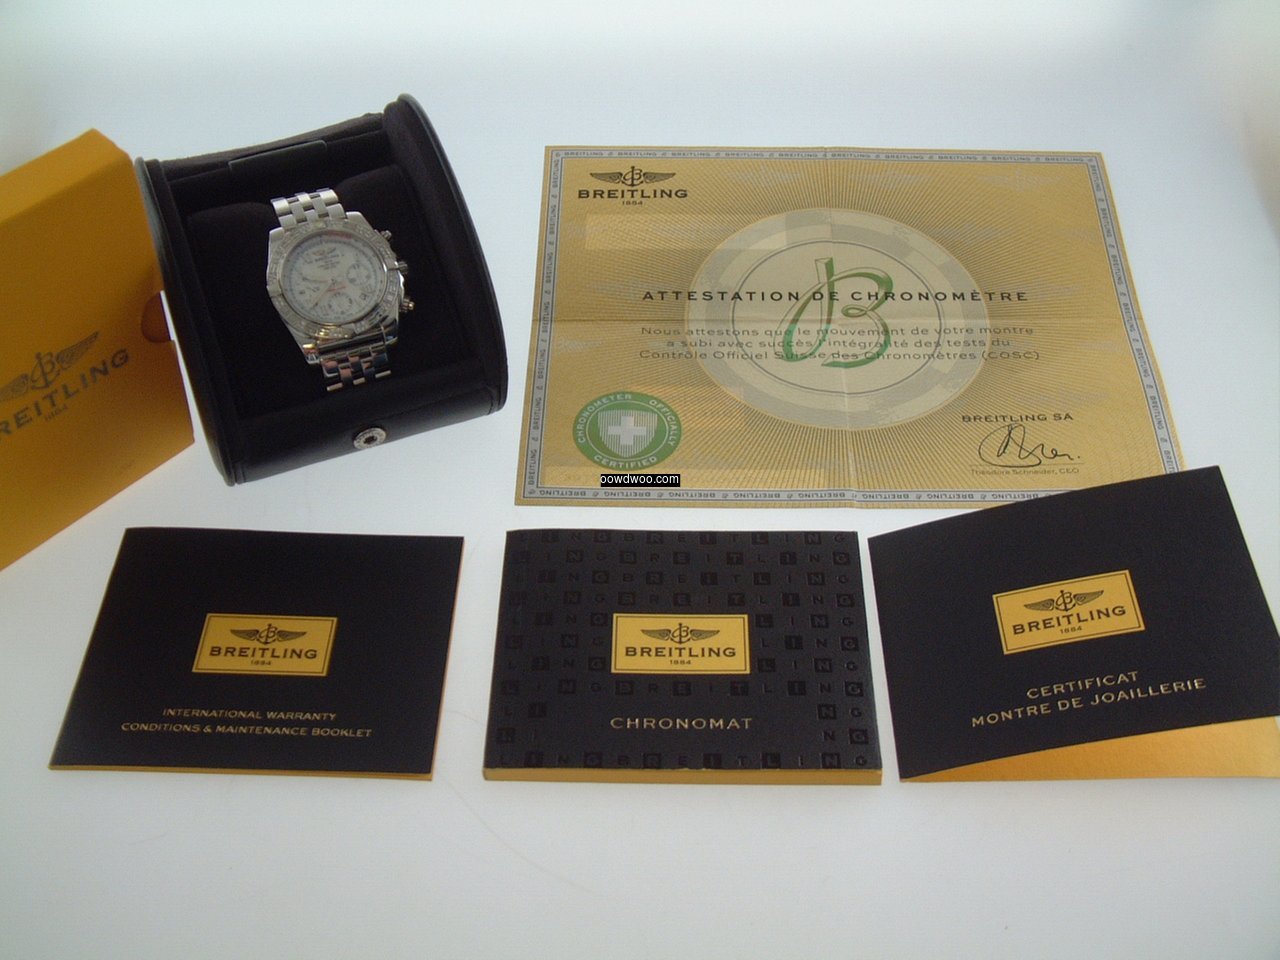 BREITLING
1884
BREITLING
1884
ATTESTATION DE CHRONOMÈTRE
Nous attestons que le mouvement de votre montre
a subi avec succès l'intégralité des tests du
Contrôle Officiel Suisse des Chronomètres (COSC)
CHRONOMETER OFFICIALLY
CERTIFIED
BREITLING SA
Theodore Schneider, CEO
oowdwoo.com
BREITLING
1884
INTERNATIONAL WARRANTY
CONDITIONS & MAINTENANCE BOOKLET
BREITLING
1884
CHRONOMAT
BREITLING
1884
CERTIFICAT
MONTRE DE JOAILLERIE